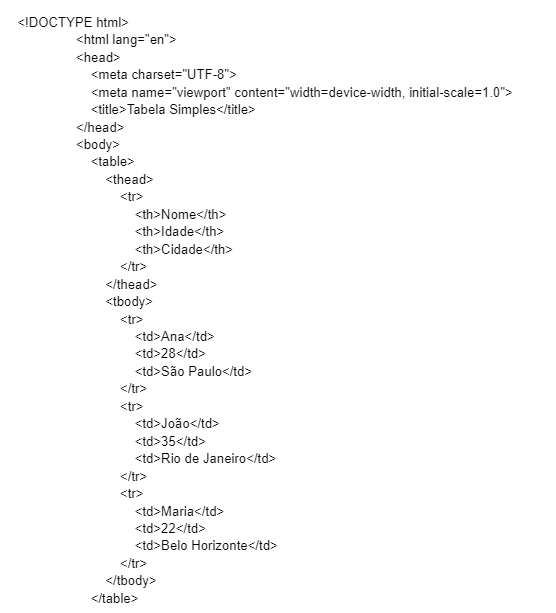 <!DOCTYPE html>
<html lang="en">
<head>
<meta charset="UTF-8">
<meta name="viewport" content="width=device-width, initial-scale=1.0">
<title>Tabela Simples</title>
</head>
<body>
<table>
<thead>
<tr>
<th>Nome</th>
<th>Idade</th>
<th>Cidade</th>
</tr>
</thead>
<tbody>
<tr>
<td>Ana</td>
<td>28</td>
<td>São Paulo</td>
</tr>
<tr>
<td>João</td>
<td>35</td>
<td>Rio de Janeiro</td>
</tr>
<tr>
<td>Maria</td>
<td>22</td>
<td>Belo Horizonte</td>
</tr>
</tbody>
</table>